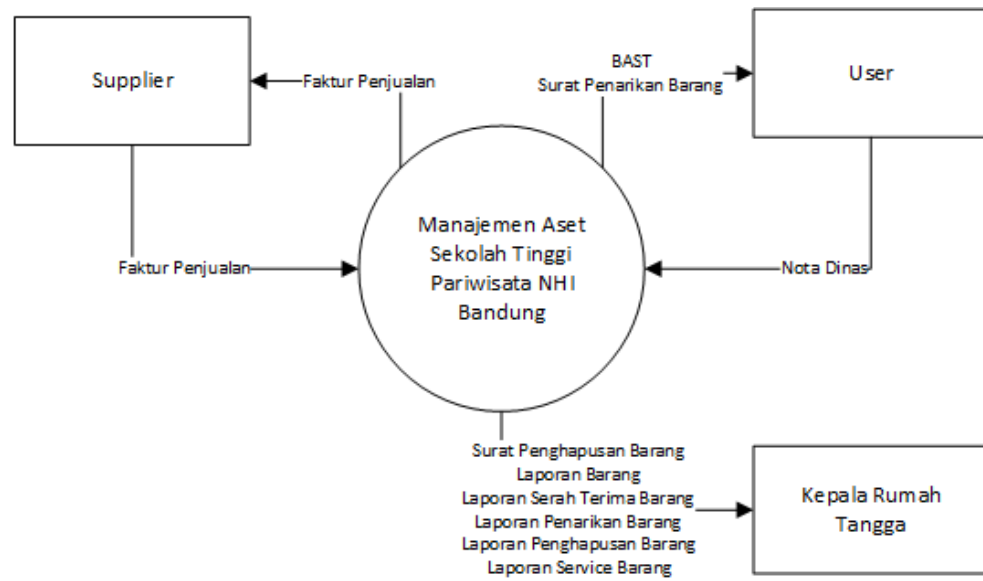 Supplier
Faktur Penjualan
BAST
Surat Penarikan Barang
User
Manajemen Aset
Sekolah Tinggi
Pariwisata NHI
Bandung
Faktur Penjualan
Nota Dinas
Surat Penghapusan Barang
Laporan Barang
Laporan Serah Terima Barang
Laporan Penarikan Barang
Laporan Penghapusan Barang
Laporan Service Barang
Kepala Rumah
Tangga